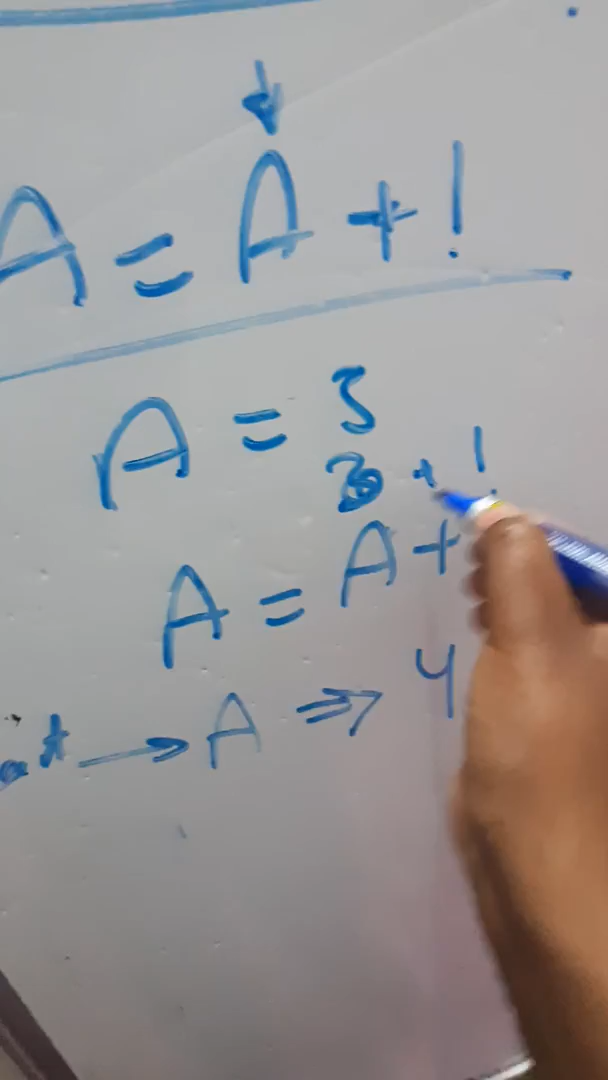 A = A + 1
A = 3
3 + 1
A = A +
→ A ⇒ 4